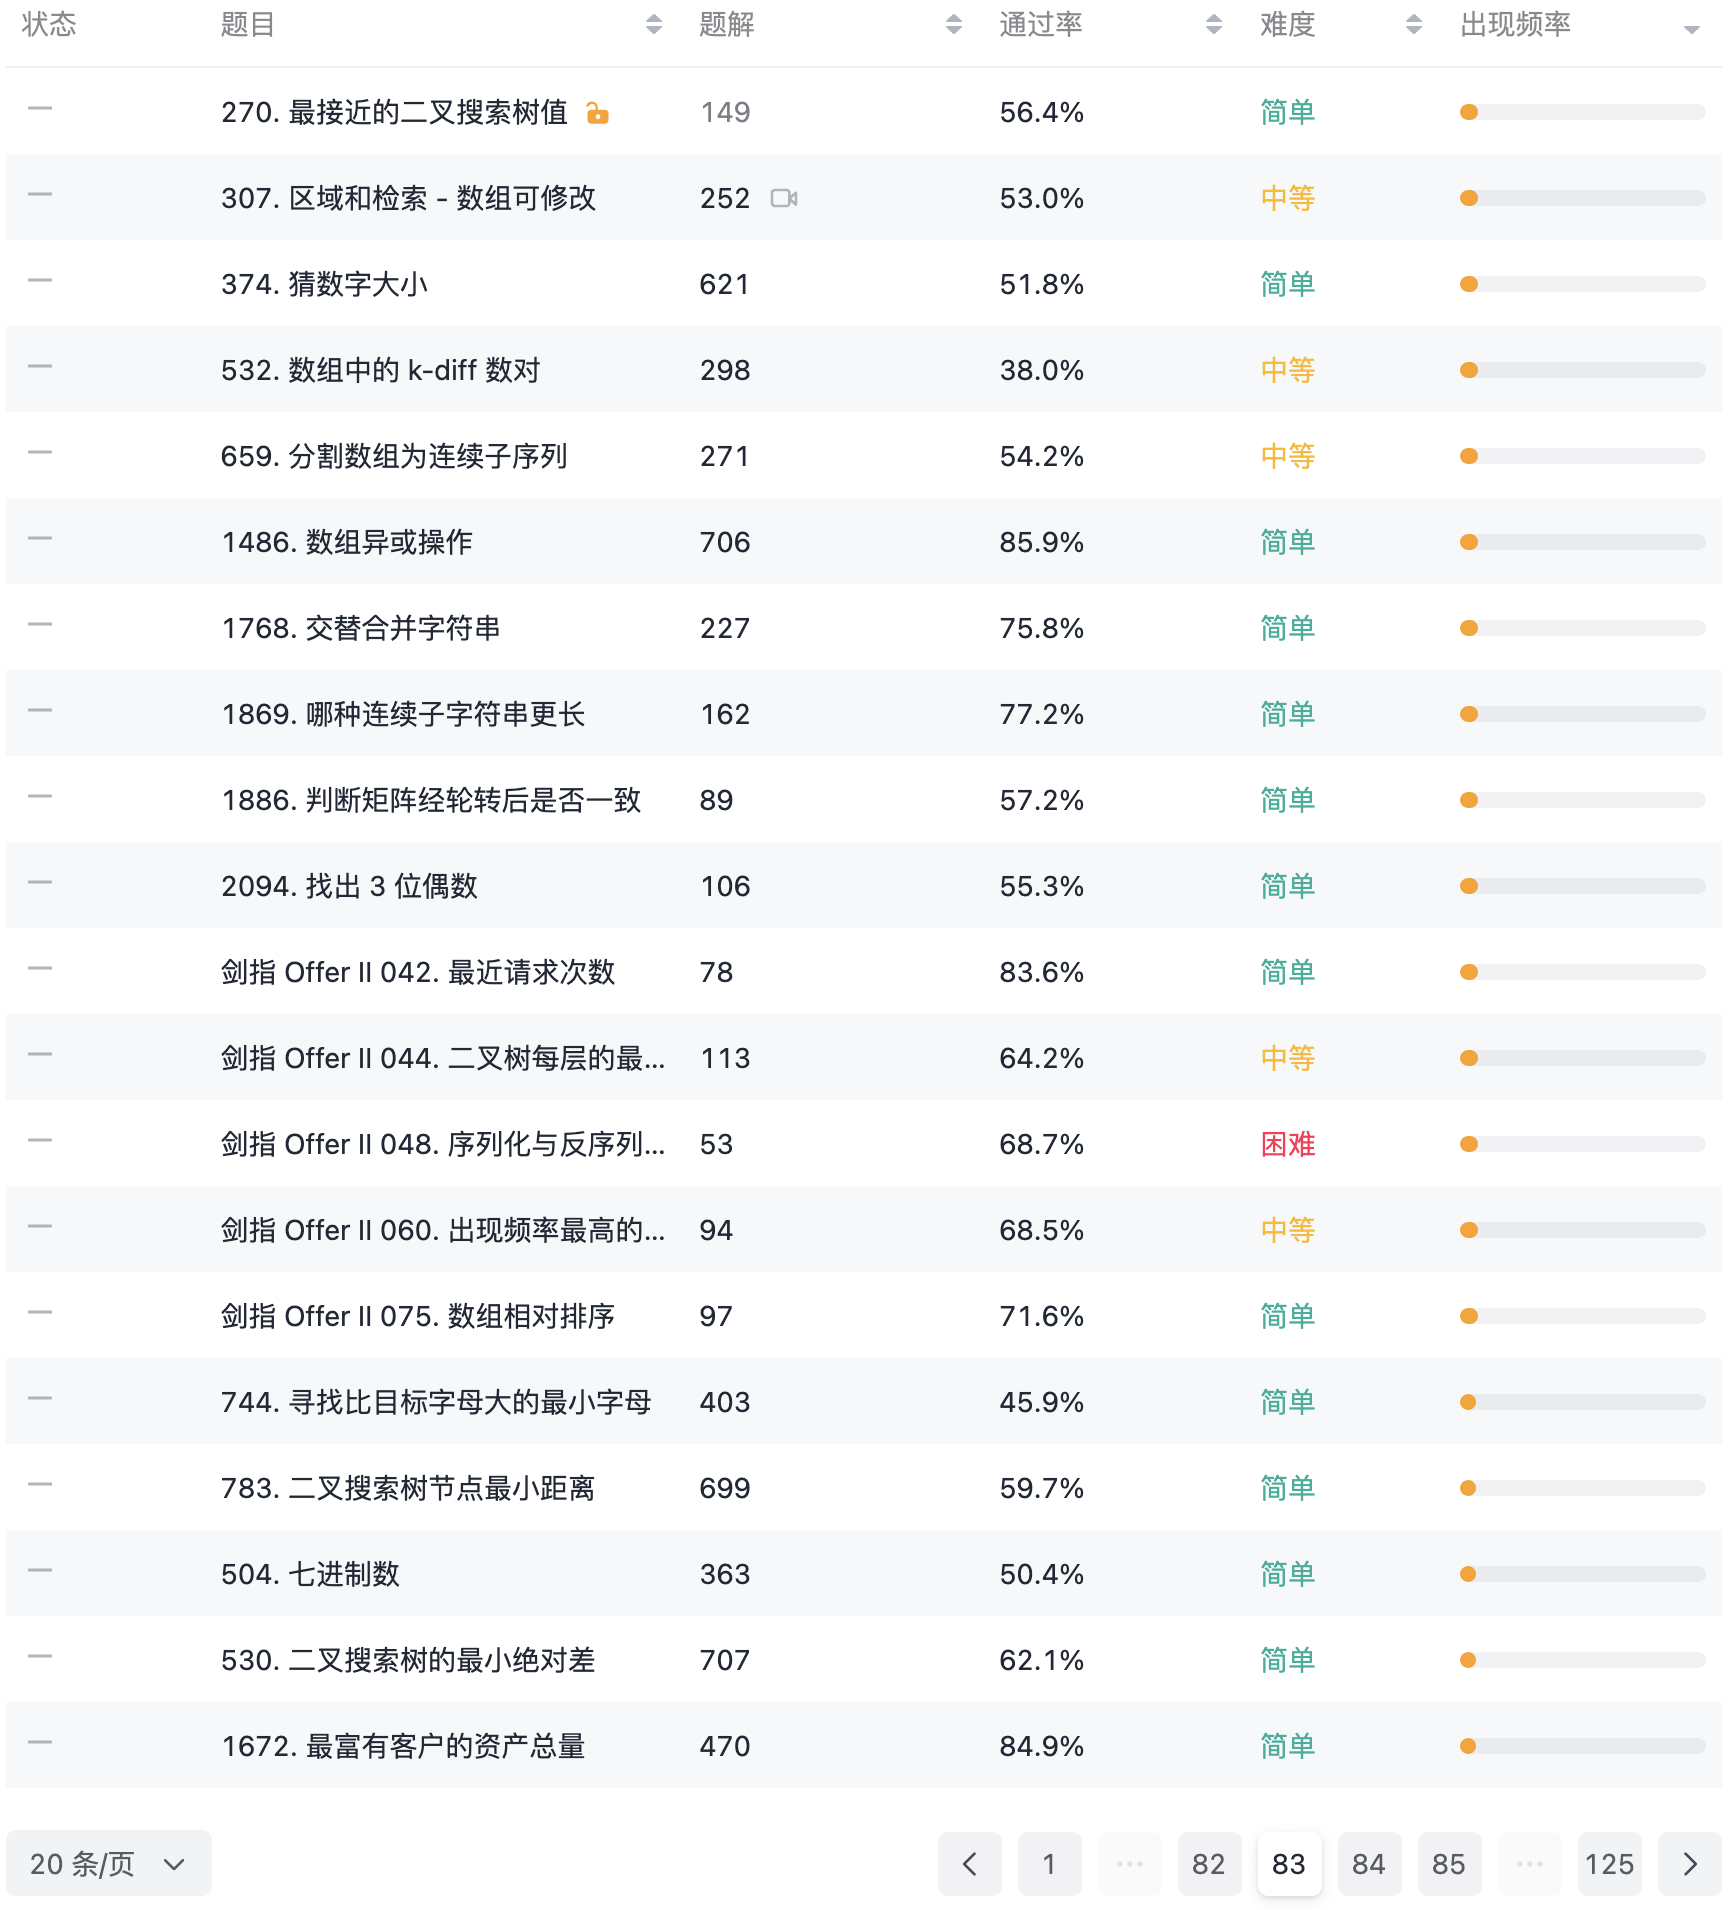 状态 题目 题解 通过率 难度 出现频率
270. 最接近的二叉搜索树值 149 56.4% 简单
307. 区域和检索 - 数组可修改 252 53.0% 中等
374. 猜数字大小 621 51.8% 简单
532. 数组中的 k-diff 数对 298 38.0% 中等
659. 分割数组为连续子序列 271 54.2% 中等
1486. 数组异或操作 706 85.9% 简单
1768. 交替合并字符串 227 75.8% 简单
1869. 哪种连续子字符串更长 162 77.2% 简单
1886. 判断矩阵经轮转后是否一致 89 57.2% 简单
2094. 找出 3 位偶数 106 55.3% 简单
剑指 Offer II 042. 最近请求次数 78 83.6% 简单
剑指 Offer II 044. 二叉树每层的最... 113 64.2% 中等
剑指 Offer II 048. 序列化与反序列... 53 68.7% 困难
剑指 Offer II 060. 出现频率最高的... 94 68.5% 中等
剑指 Offer II 075. 数组相对排序 97 71.6% 简单
744. 寻找比目标字母大的最小字母 403 45.9% 简单
783. 二叉搜索树节点最小距离 699 59.7% 简单
504. 七进制数 363 50.4% 简单
530. 二叉搜索树的最小绝对差 707 62.1% 简单
1672. 最富有客户的资产总量 470 84.9% 简单
20 条/页 1 ... 82 83 84 85 ... 125